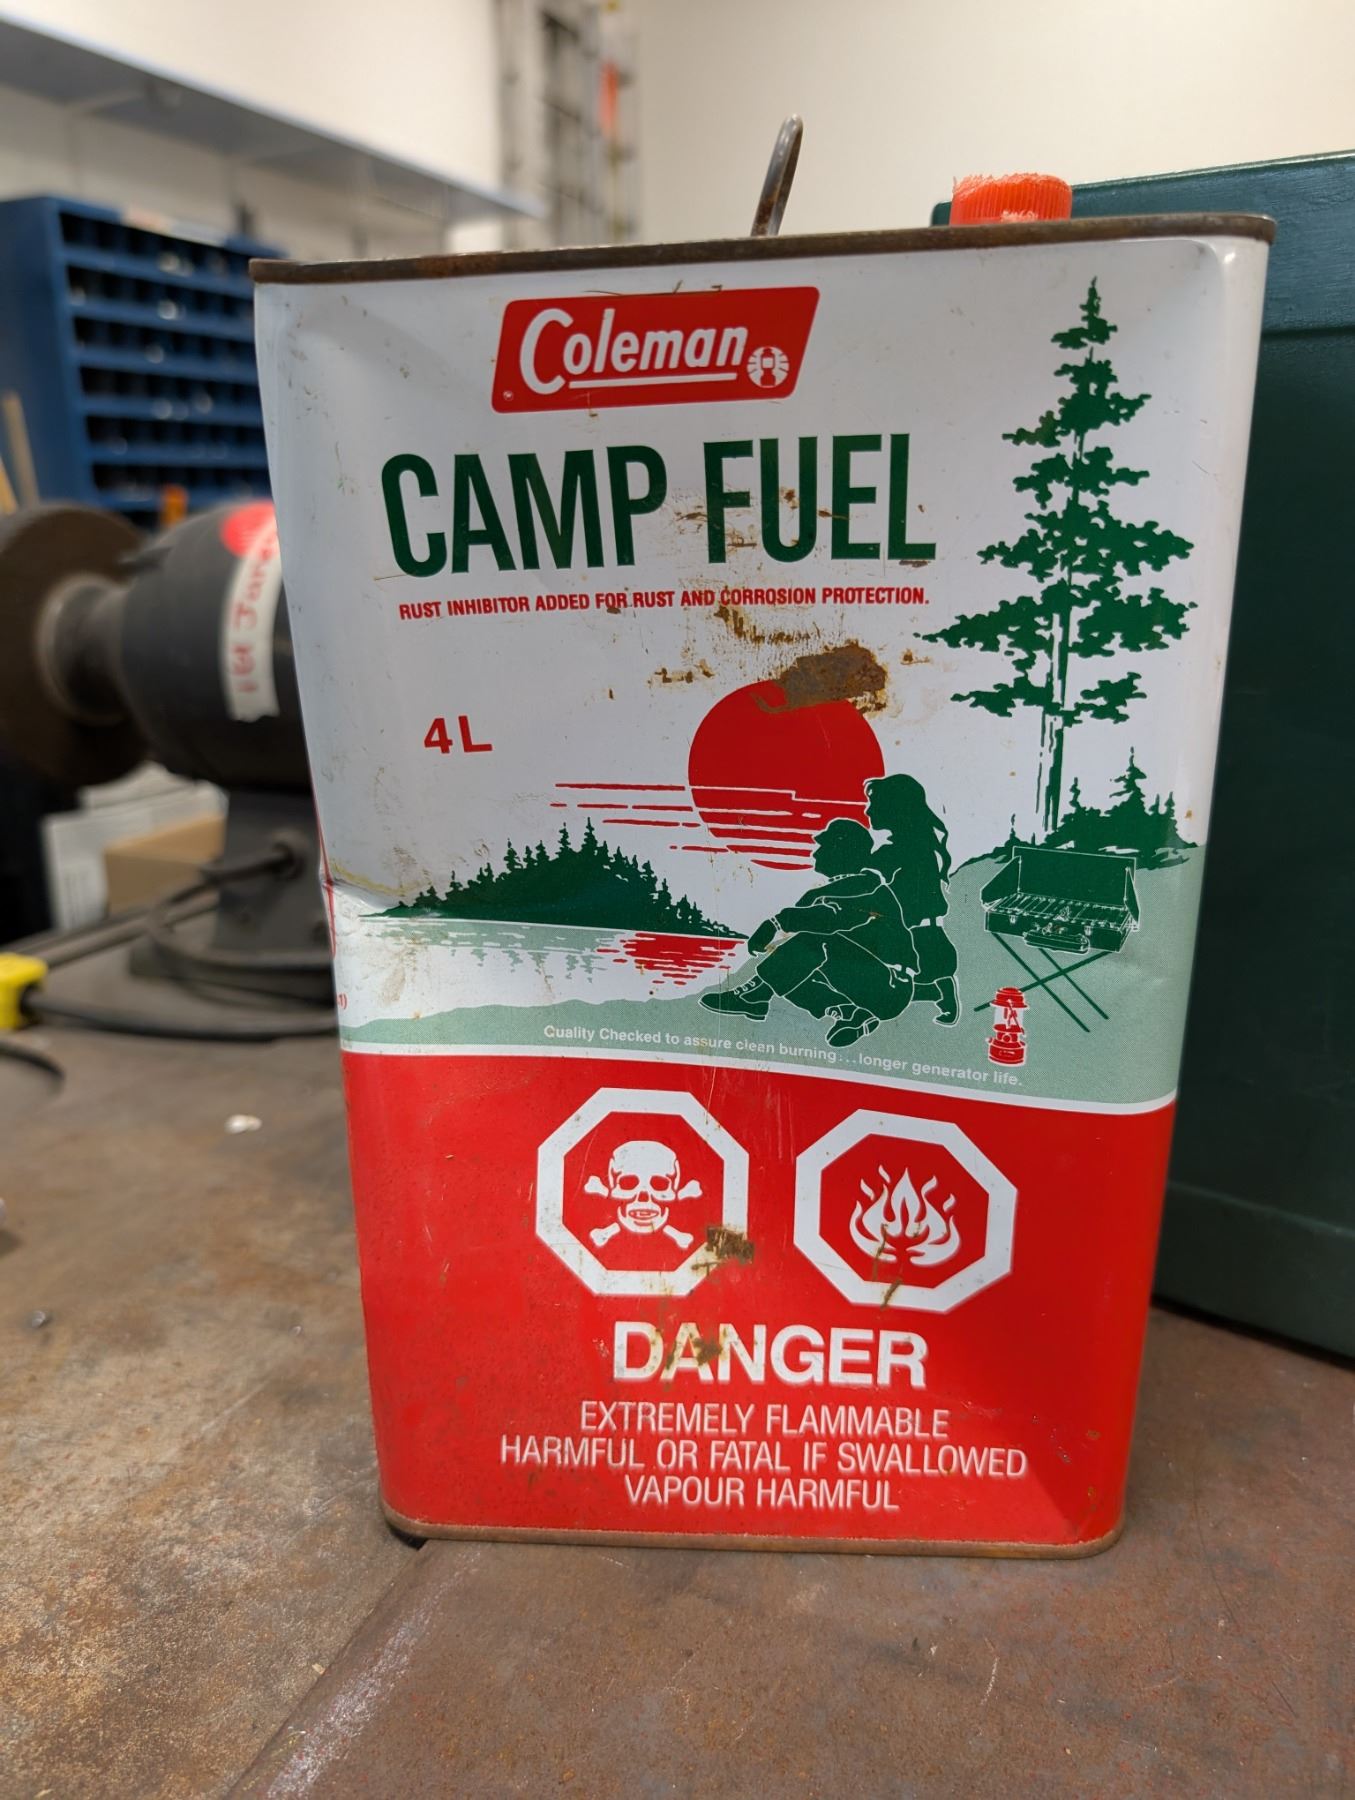 Coleman
CAMP FUEL
RUST INHIBITOR ADDED FOR RUST AND CORROSION PROTECTION.
4L
Quality Checked to assure clean burning...longer generator life.
DANGER
EXTREMELY FLAMMABLE
HARMFUL OR FATAL IF SWALLOWED
VAPOUR HARMFUL